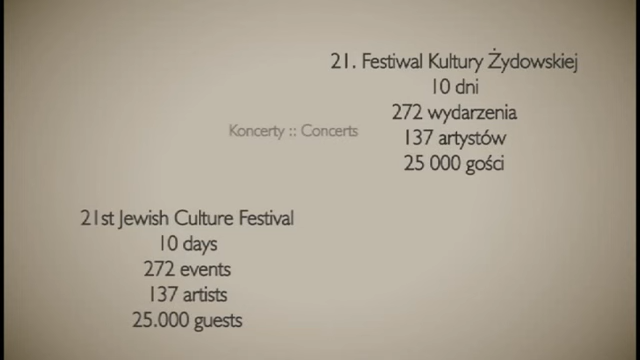 21. Festiwal Kultury Żydowskiej
10 dni
272 wydarzenia
137 artystów
25 000 gości
Koncerty :: Concerts
21st Jewish Culture Festival
10 days
272 events
137 artists
25.000 guests